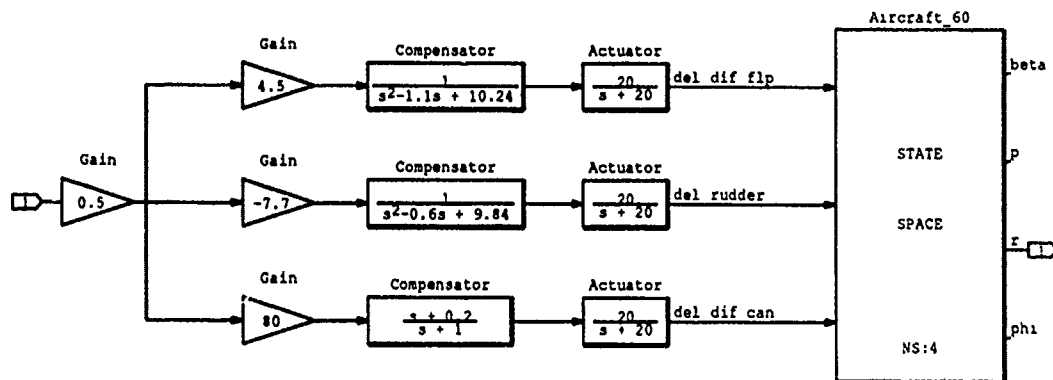 Aircraft_60
Gain
Compensator
Actuator
4.5
1
s²-1.1s + 10.24
20
s + 20
del dif flp
beta
Gain
Compensator
Actuator
1
0.5
-7.7
1
s²-0.6s + 9.84
20
s + 20
del rudder
STATE
SPACE
p
r
1
Gain
Compensator
Actuator
80
s + 0.2
s + 1
20
s + 20
del dif can
phi
NS:4